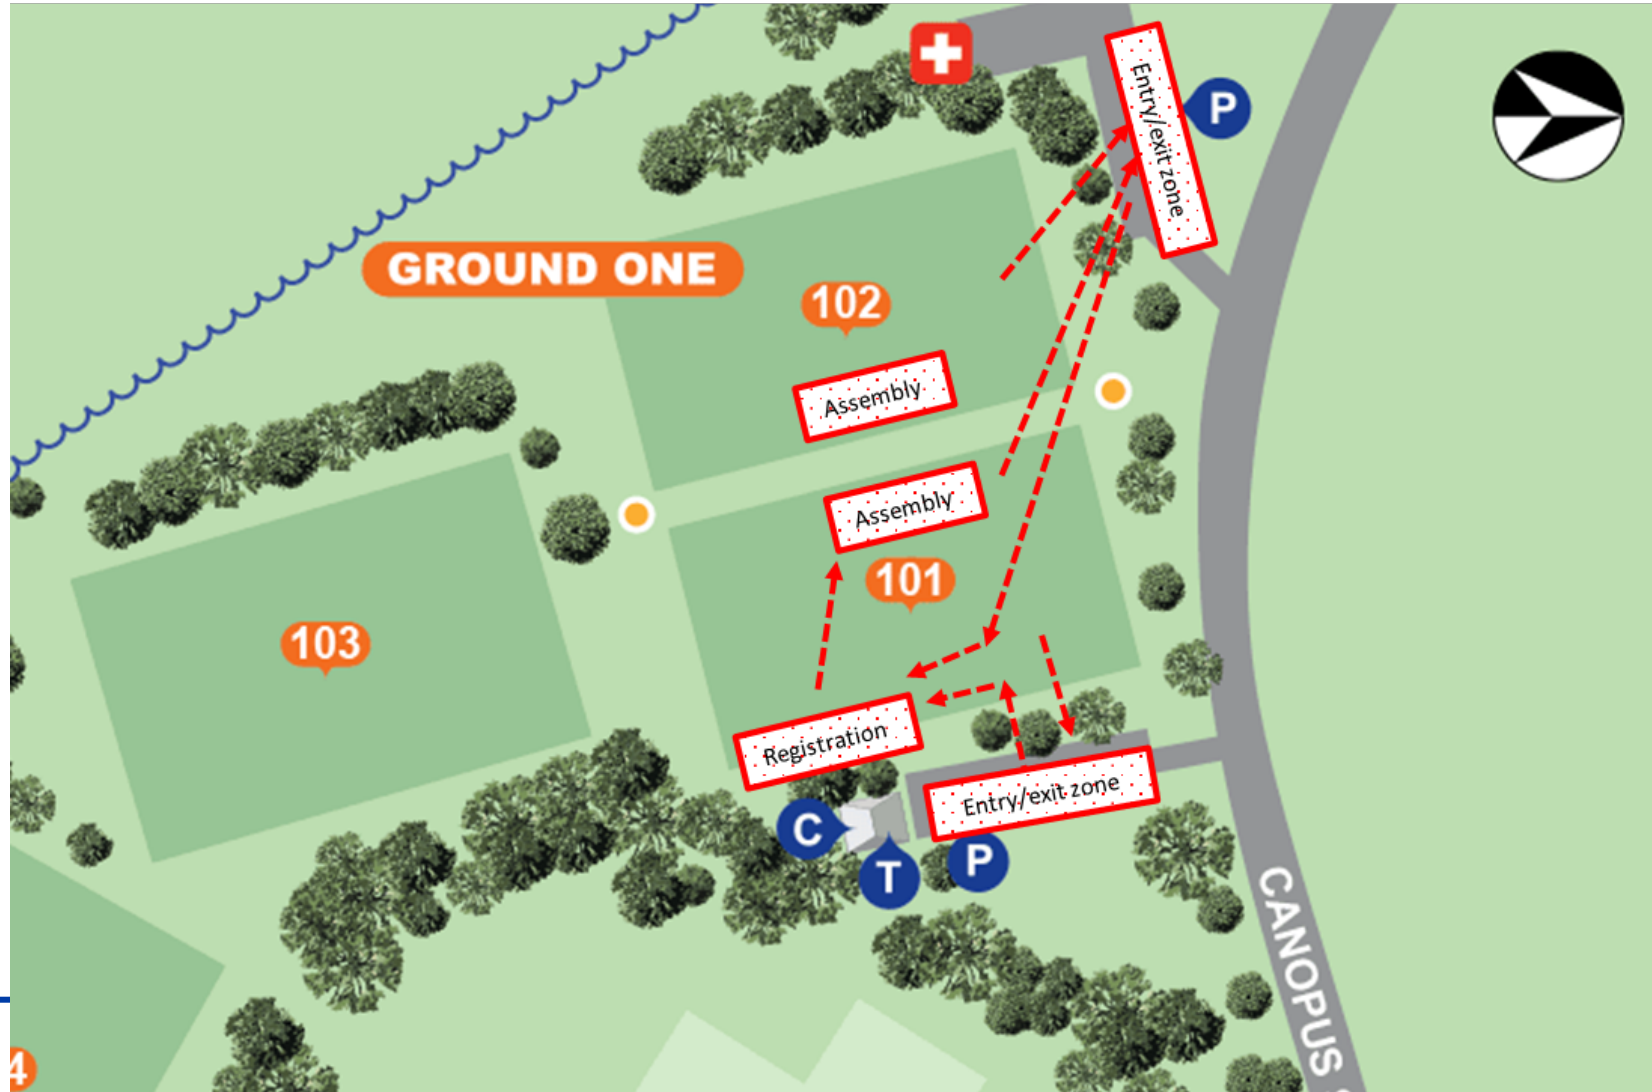 Entry/exit zone
P
GROUND ONE
102
Assembly
Assembly
101
103
Registration
Entry/exit zone
C
T
P
CANOPUS
4